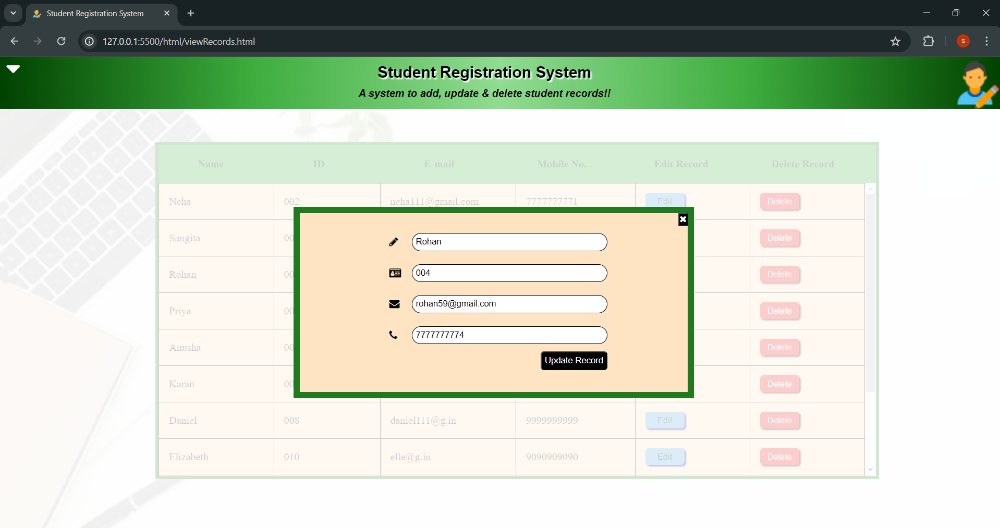 Student Registration System
127.0.0.1:5500/html/viewRecords.html
S
Student Registration System
A system to add, update & delete student records!!
Name ID E-mail Mobile No. Edit Record Delete Record
Neha 002 neha111@gmail.com 7777777771 Edit Delete
Sangita 00 Delete
Rohan 00 Delete
Priya 00 Delete
Anusha 00 Delete
Karan 00 Delete
Daniel 008 daniel111@g.in 9999999999 Edit Delete
Elizabeth 010 elle@g.in 9090909090 Edit Delete
Rohan
004
rohan59@gmail.com
7777777774
Update Record